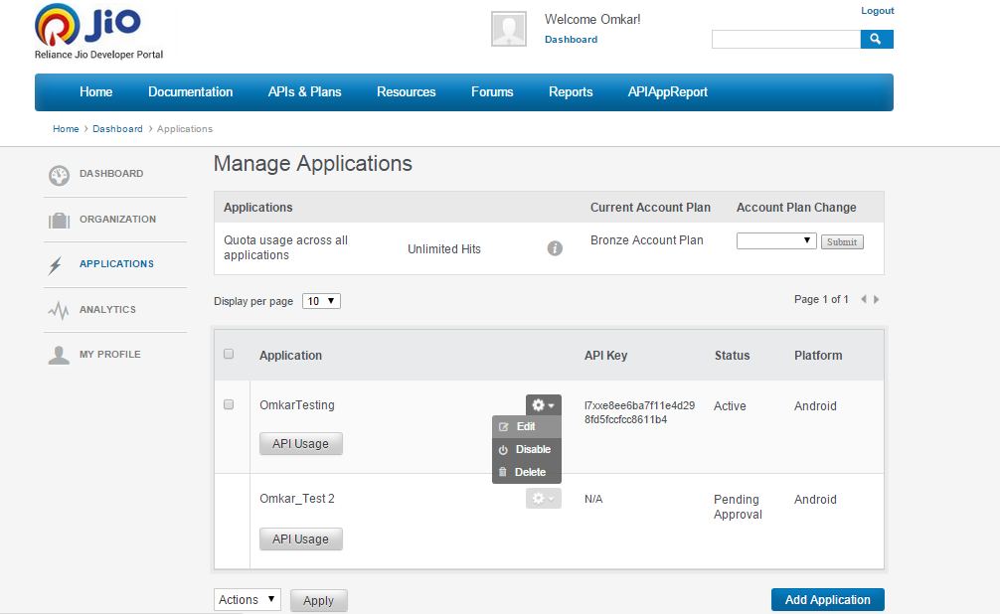 Jio
Reliance Jio Developer Portal
Welcome Omkar!
Dashboard
Logout
Home Documentation APIs & Plans Resources Forums Reports APIAppReport
Home > Dashboard > Applications
DASHBOARD
ORGANIZATION
APPLICATIONS
ANALYTICS
MY PROFILE
Manage Applications
Applications Current Account Plan Account Plan Change
Quota usage across all
applications
Unlimited Hits
i
Bronze Account Plan
Submit
Display per page 10
Page 1 of 1
Application API Key Status Platform
OmkarTesting
l7xxe8ee6ba7f11e4d29
8fd5fccfcc8611b4
Active
Android
Edit
Disable
Delete
API Usage
Omkar_Test 2
N/A
Pending
Approval
Android
API Usage
Actions Apply Add Application